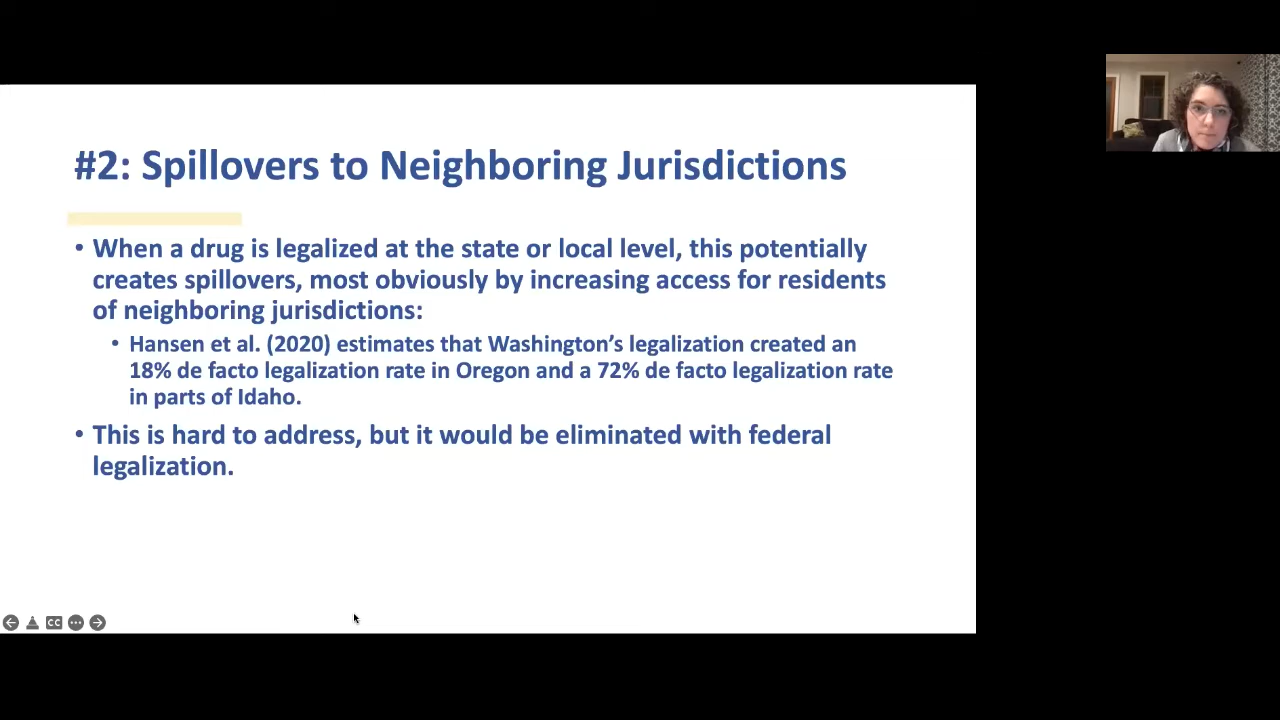 #2: Spillovers to Neighboring Jurisdictions
• When a drug is legalized at the state or local level, this potentially
creates spillovers, most obviously by increasing access for residents
of neighboring jurisdictions:
• Hansen et al. (2020) estimates that Washington’s legalization created an
18% de facto legalization rate in Oregon and a 72% de facto legalization rate
in parts of Idaho.
• This is hard to address, but it would be eliminated with federal
legalization.
CC